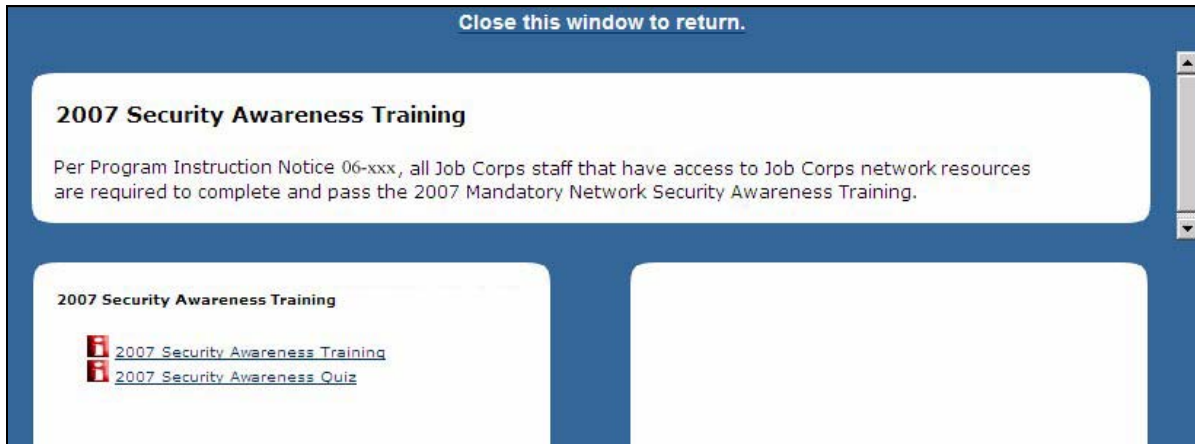 Close this window to return.
2007 Security Awareness Training
Per Program Instruction Notice 06-xxx, all Job Corps staff that have access to Job Corps network resources
are required to complete and pass the 2007 Mandatory Network Security Awareness Training.
2007 Security Awareness Training
2007 Security Awareness Training
2007 Security Awareness Quiz